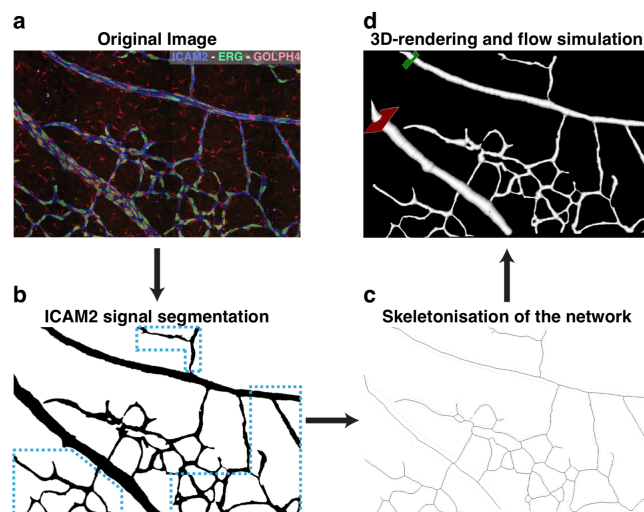 a
Original Image
ICAM2 - ERG - GOLPH4
b
ICAM2 signal segmentation
c
Skeletonisation of the network
d
3D-rendering and flow simulation